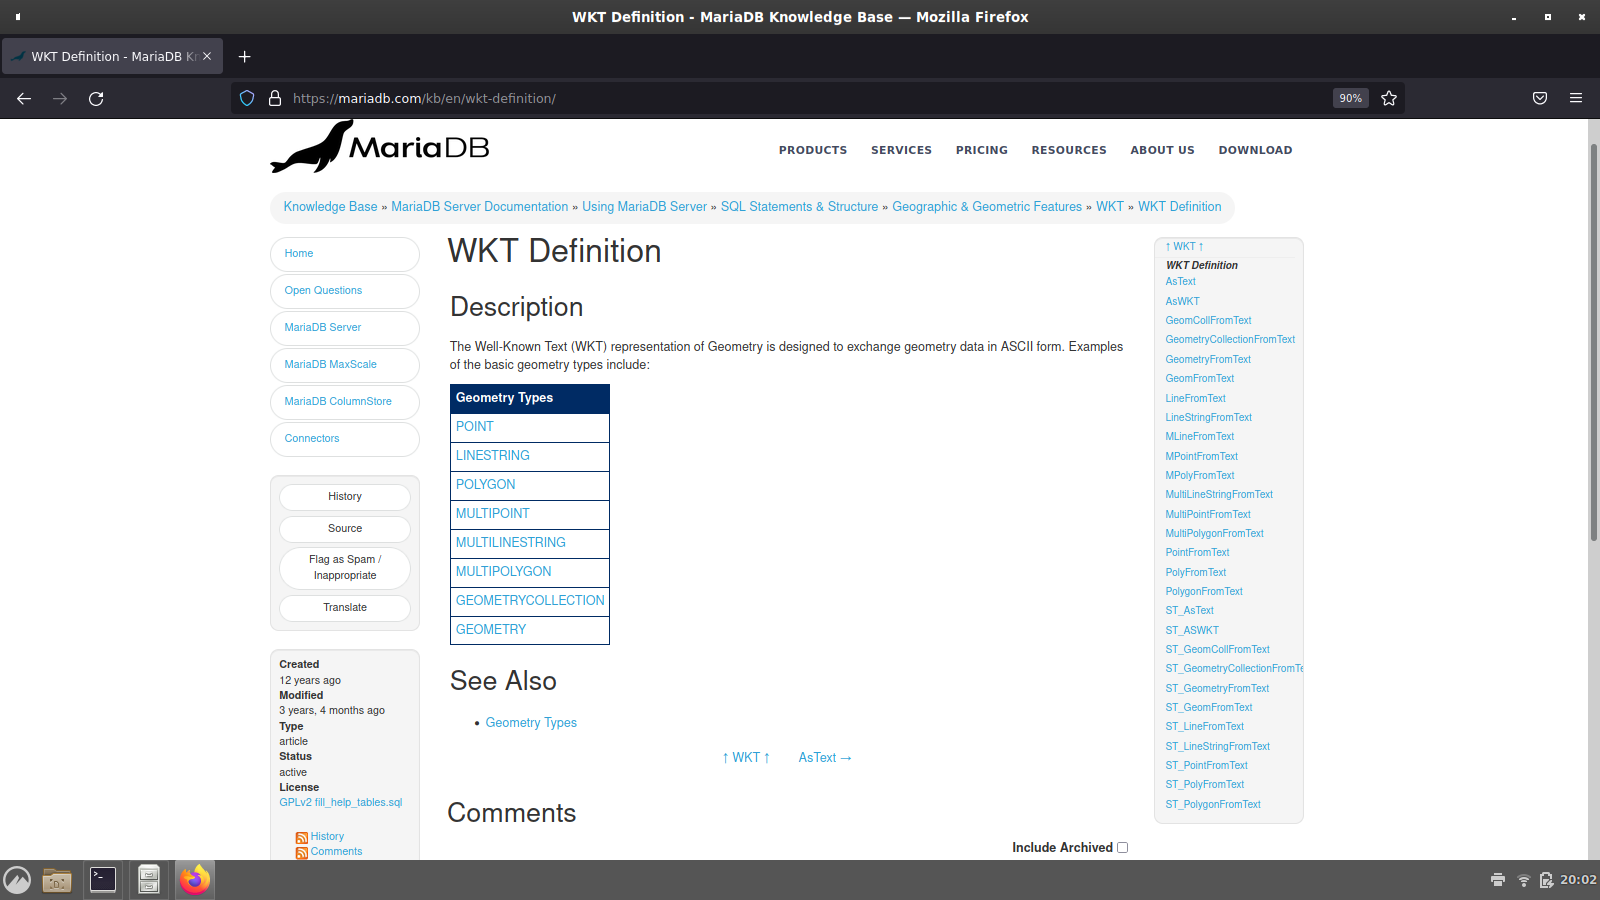 WKT Definition - MariaDB Knowledge Base — Mozilla Firefox
WKT Definition - MariaDB
https://mariadb.com/kb/en/wkt-definition/
90%
MariaDB
PRODUCTS SERVICES PRICING RESOURCES ABOUT US DOWNLOAD
Knowledge Base » MariaDB Server Documentation » Using MariaDB Server » SQL Statements & Structure » Geographic & Geometric Features » WKT » WKT Definition
Home
Open Questions
MariaDB Server
MariaDB MaxScale
MariaDB ColumnStore
Connectors
History
Source
Flag as Spam /
Inappropriate
Translate
Created
12 years ago
Modified
3 years, 4 months ago
Type
article
Status
active
License
GPLv2 fill_help_tables.sql
History
Comments
WKT Definition
Description
The Well-Known Text (WKT) representation of Geometry is designed to exchange geometry data in ASCII form. Examples
of the basic geometry types include:
Geometry Types
POINT
LINESTRING
POLYGON
MULTIPOINT
MULTILINESTRING
MULTIPOLYGON
GEOMETRYCOLLECTION
GEOMETRY
See Also
• Geometry Types
↑ WKT ↑ AsText →
Comments
Include Archived
↑ WKT ↑
WKT Definition
AsText
AsWKT
GeomCollFromText
GeometryCollectionFromText
GeometryFromText
GeomFromText
LineFromText
LineStringFromText
MLineFromText
MPointFromText
MPolyFromText
MultiLineStringFromText
MultiPointFromText
MultiPolygonFromText
PointFromText
PolyFromText
PolygonFromText
ST_AsText
ST_ASWKT
ST_GeomCollFromText
ST_GeometryCollectionFromTe
ST_GeometryFromText
ST_GeomFromText
ST_LineFromText
ST_LineStringFromText
ST_PointFromText
ST_PolyFromText
ST_PolygonFromText
20:02